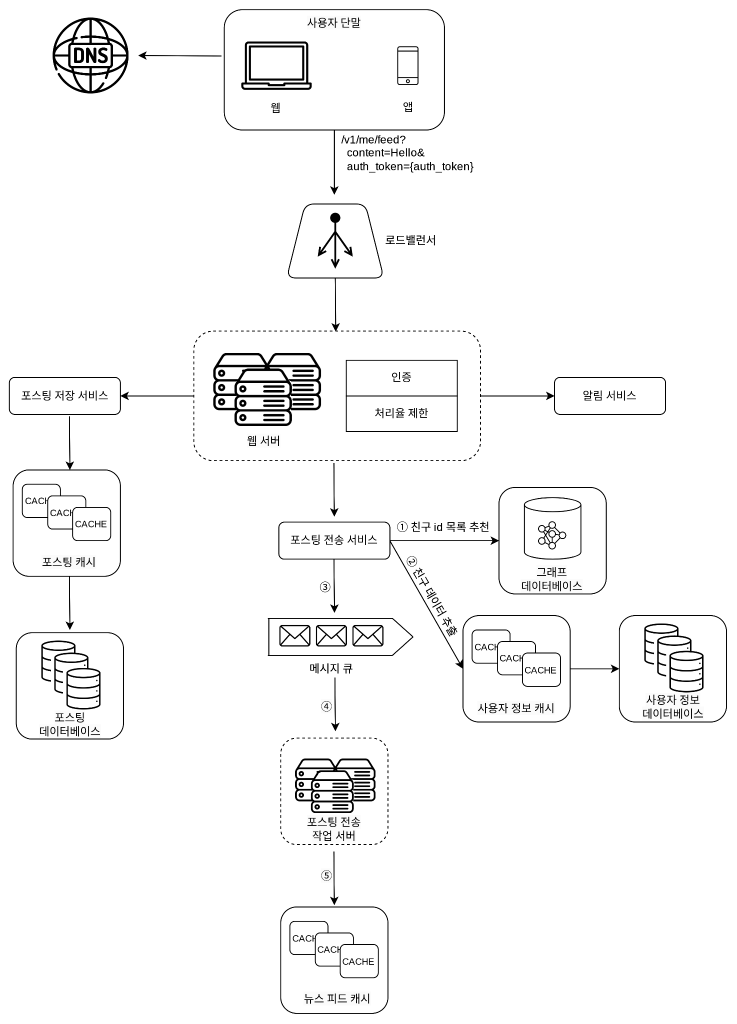 사용자 단말
DNS
웹
앱
/v1/me/feed?
content=Hello&
auth_token={auth_token}
로드밸런서
인증
처리율 제한
웹 서버
포스팅 저장 서비스
알림 서비스
CACHE
CACHE
CACHE
포스팅 캐시
포스팅
데이터베이스
포스팅 전송 서비스
① 친구 id 목록 추천
그래프
데이터베이스
② 친구 데이터 추출
③
메시지 큐
CACHE
CACHE
CACHE
사용자 정보 캐시
사용자 정보
데이터베이스
④
포스팅 전송
작업 서버
⑤
CACHE
CACHE
CACHE
뉴스 피드 캐시